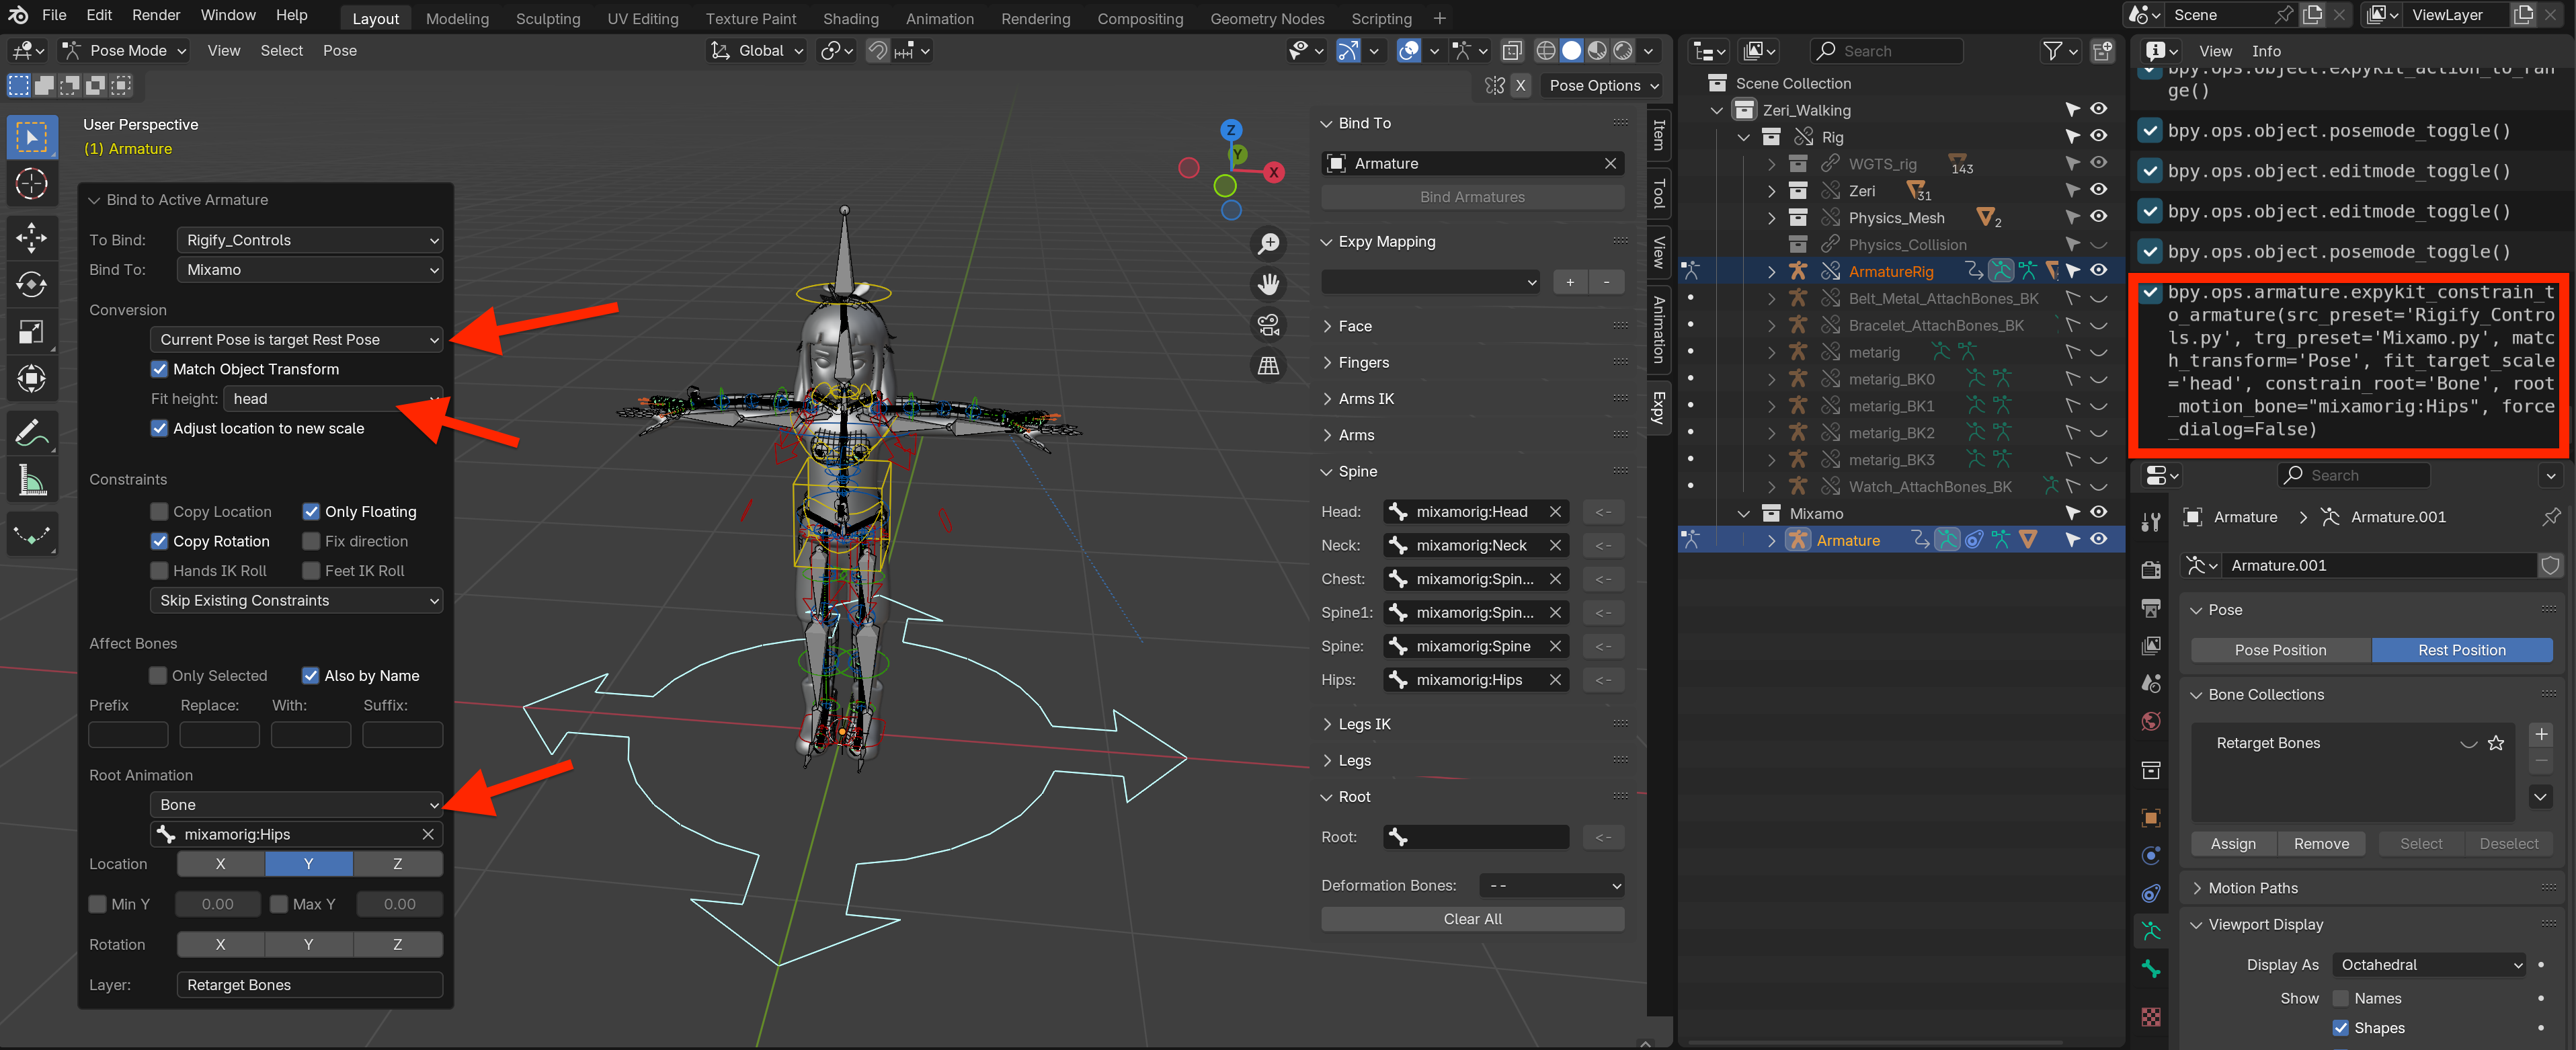 File Edit Render Window Help Layout Modeling Sculpting UV Editing Texture Paint Shading Animation Rendering Compositing Geometry Nodes Scripting + Scene ViewLayer
Pose Mode View Select Pose Global
X Pose Options
User Perspective
(1) Armature
Bind to Active Armature
To Bind: Rigify_Controls
Bind To: Mixamo
Conversion
Current Pose is target Rest Pose
Match Object Transform
Fit height: head
Adjust location to new scale
Constraints
Copy Location Only Floating
Copy Rotation Fix direction
Hands IK Roll Feet IK Roll
Skip Existing Constraints
Affect Bones
Only Selected Also by Name
Prefix Replace: With: Suffix:
Root Animation
Bone
mixamorig:Hips
Location X Y Z
Min Y 0.00 Max Y 0.00
Rotation X Y Z
Layer: Retarget Bones
Z
Y
X
Bind To
Armature
Bind Armatures
Expy Mapping
+ -
Face
Fingers
Arms IK
Arms
Spine
Head: mixamorig:Head <-
Neck: mixamorig:Neck <-
Chest: mixamorig:Spin... <-
Spine1: mixamorig:Spin... <-
Spine: mixamorig:Spine <-
Hips: mixamorig:Hips <-
Legs IK
Legs
Root
Root: <-
Deformation Bones: --
Clear All
Item
Tool
View
Animation
Expy
Search
Scene Collection
Zeri_Walking
Rig
WGTS_rig 143
Zeri 31
Physics_Mesh 2
Physics_Collision
ArmatureRig
Belt_Metal_AttachBones_BK
Bracelet_AttachBones_BK
metarig
metarig_BK0
metarig_BK1
metarig_BK2
metarig_BK3
Watch_AttachBones_BK
Mixamo
Armature
View Info
bpy.ops.object.expykit_action_to_ran
ge()
bpy.ops.object.posemode_toggle()
bpy.ops.object.editmode_toggle()
bpy.ops.object.editmode_toggle()
bpy.ops.object.posemode_toggle()
bpy.ops.armature.expykit_constrain_t
o_armature(src_preset='Rigify_Contro
ls.py', trg_preset='Mixamo.py', matc
h_transform='Pose', fit_target_scale
='head', constrain_root='Bone', root
_motion_bone="mixamorig:Hips", force
_dialog=False)
Search
Armature > Armature.001
Armature.001
Pose
Pose Position Rest Position
Bone Collections
Retarget Bones
Assign Remove Select Deselect
Motion Paths
Viewport Display
Display As Octahedral
Show Names
Shapes